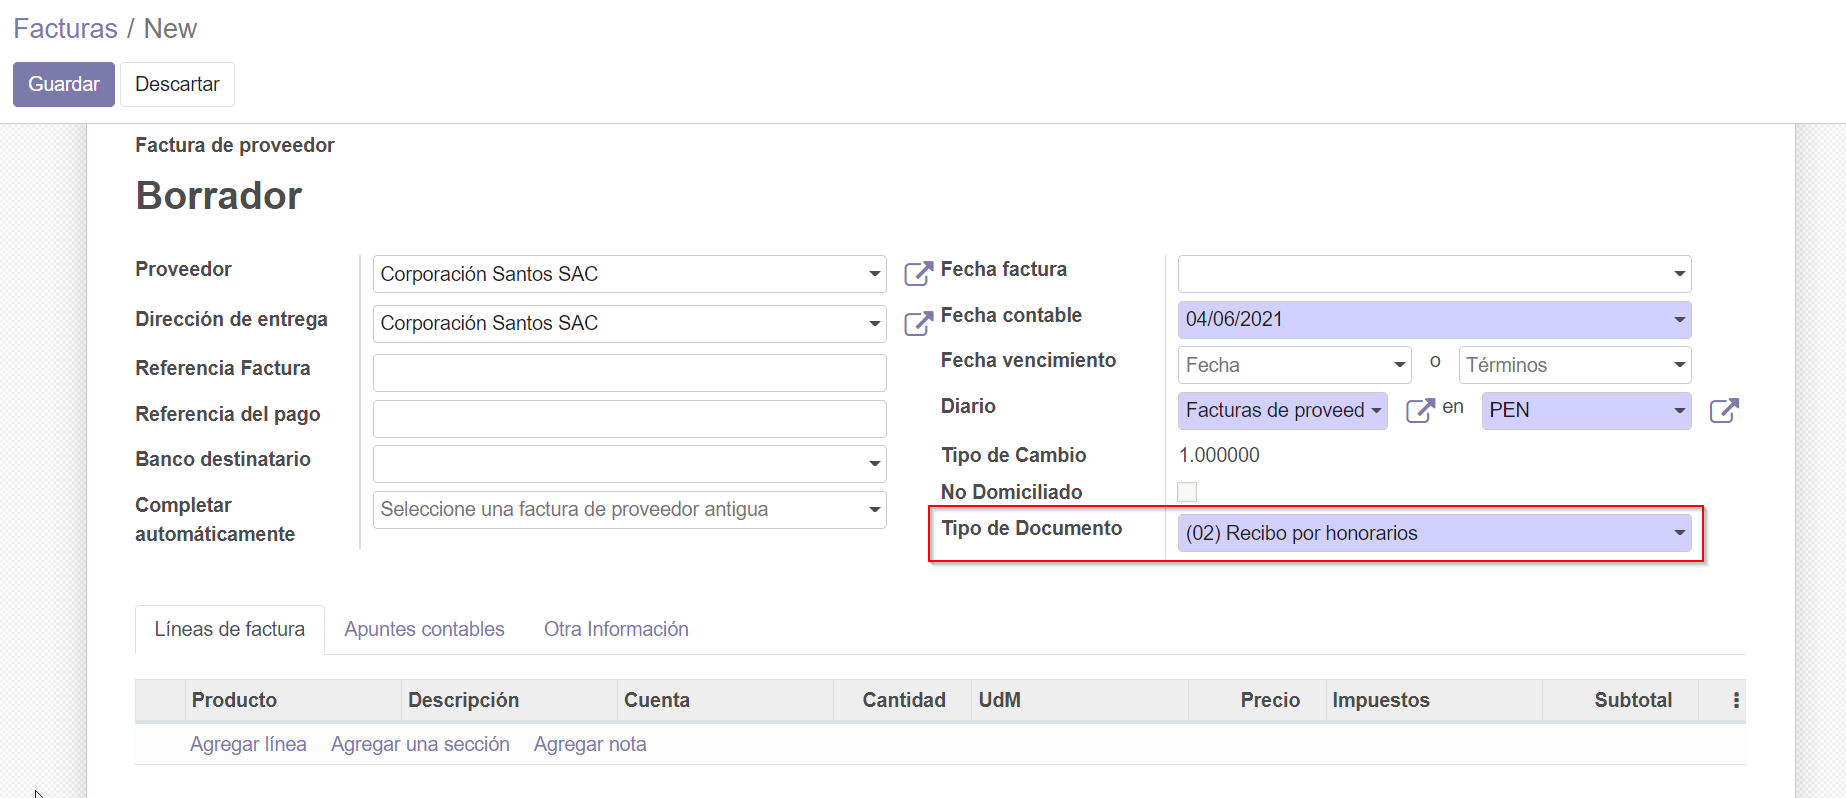 Facturas / New
Guardar Descartar
Factura de proveedor
Borrador
Proveedor Corporación Santos SAC
Dirección de entrega Corporación Santos SAC
Referencia Factura
Referencia del pago
Banco destinatario
Completar automáticamente Seleccione una factura de proveedor antigua
Fecha factura
Fecha contable 04/06/2021
Fecha vencimiento Fecha o Términos
Diario Facturas de proveed en PEN
Tipo de Cambio 1.000000
No Domiciliado
Tipo de Documento (02) Recibo por honorarios
Líneas de factura Apuntes contables Otra Información
Producto Descripción Cuenta Cantidad UdM Precio Impuestos Subtotal
Agregar línea Agregar una sección Agregar nota